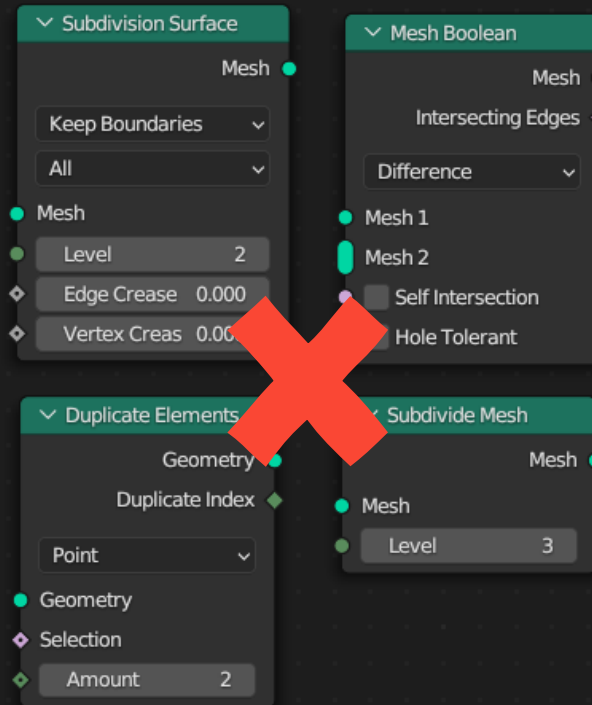 Subdivision Surface
Mesh
Keep Boundaries
All
Mesh
Level 2
Edge Crease 0.000
Vertex Creas 0.00
Mesh Boolean
Mesh
Intersecting Edges
Difference
Mesh 1
Mesh 2
Self Intersection
Hole Tolerant
Duplicate Elements
Geometry
Duplicate Index
Point
Geometry
Selection
Amount 2
Subdivide Mesh
Mesh
Mesh
Level 3